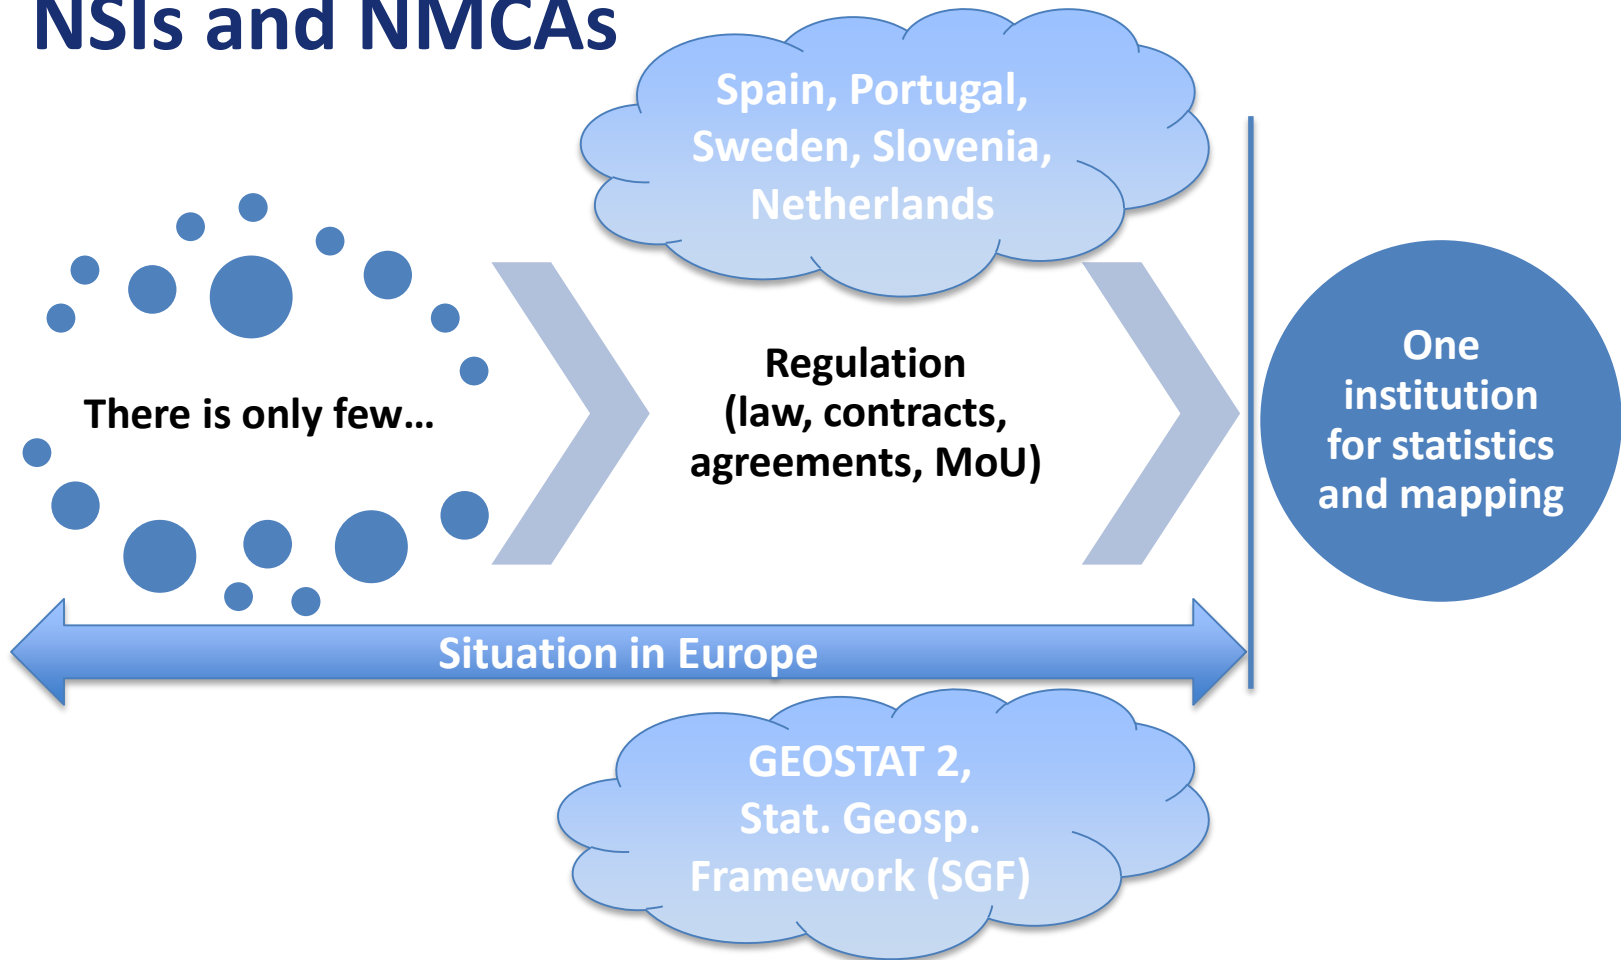 NSIs and NMCAs
Spain, Portugal,
Sweden, Slovenia,
Netherlands
There is only few...
Regulation
(law, contracts,
agreements, MoU)
One
institution
for statistics
and mapping
Situation in Europe
GEOSTAT 2,
Stat. Geosp.
Framework (SGF)